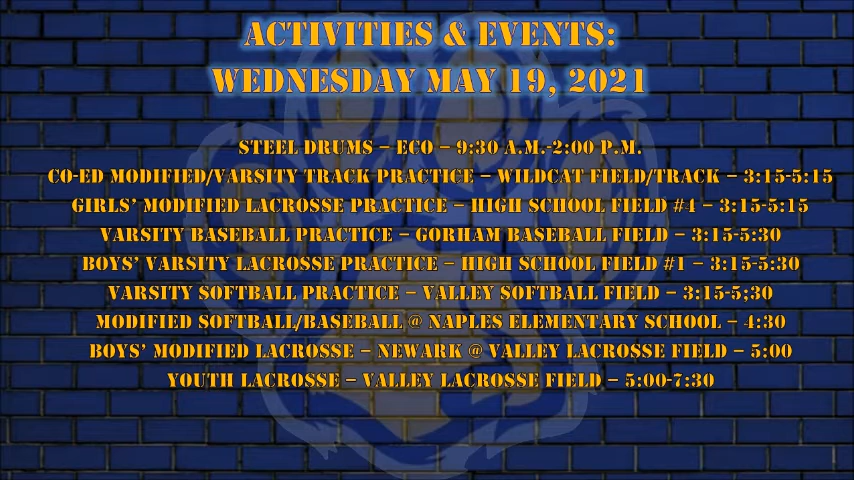 ACTIVITIES & EVENTS:
WEDNESDAY MAY 19, 2021
STEEL DRUMS – ECO – 9:30 A.M.-2:00 P.M.
CO-ED MODIFIED/VARSITY TRACK PRACTICE – WILDCAT FIELD/TRACK – 3:15-5:15
GIRLS' MODIFIED LACROSSE PRACTICE – HIGH SCHOOL FIELD #4 – 3:15-5:15
VARSITY BASEBALL PRACTICE – GORHAM BASEBALL FIELD – 3:15-5:30
BOYS' VARSITY LACROSSE PRACTICE – HIGH SCHOOL FIELD #1 – 3:15-5:30
VARSITY SOFTBALL PRACTICE – VALLEY SOFTBALL FIELD – 3:15-5;30
MODIFIED SOFTBALL/BASEBALL @ NAPLES ELEMENTARY SCHOOL – 4:30
BOYS' MODIFIED LACROSSE – NEWARK @ VALLEY LACROSSE FIELD – 5:00
YOUTH LACROSSE – VALLEY LACROSSE FIELD – 5:00-7:30